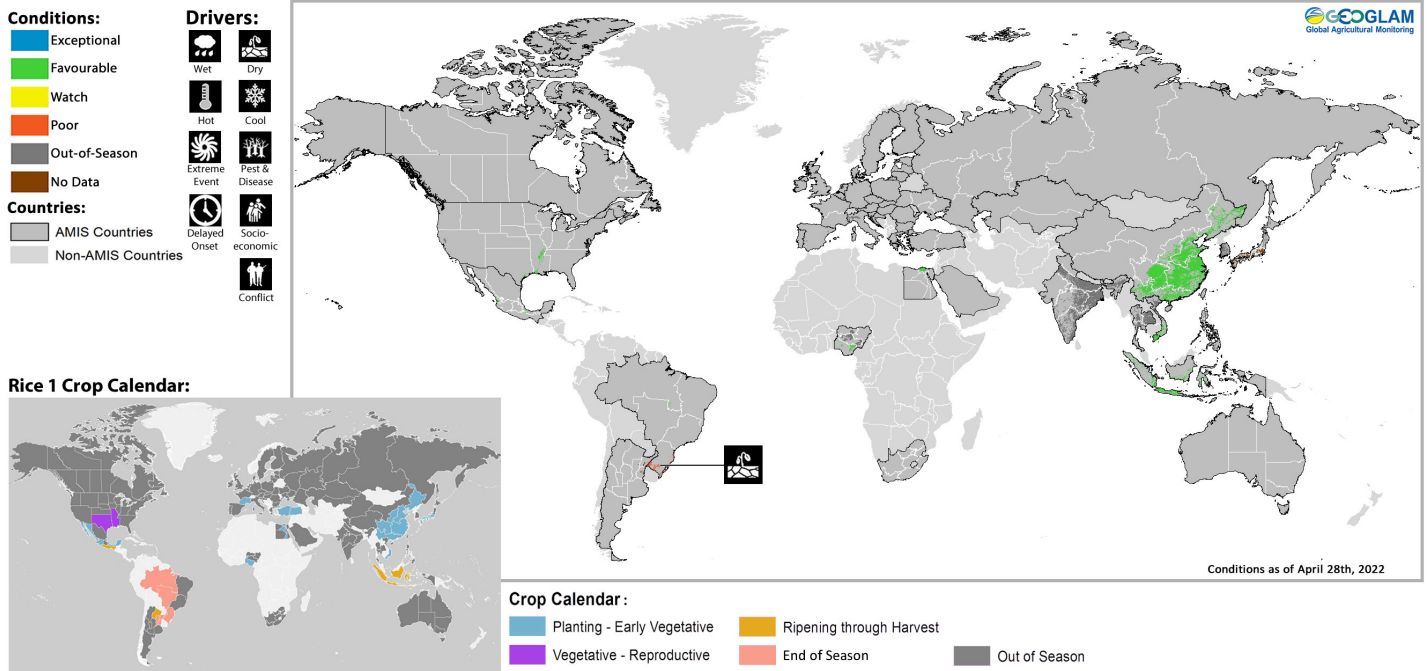 Conditions:
Exceptional
Favourable
Watch
Poor
Out-of-Season
No Data
Countries:
AMIS Countries
Non-AMIS Countries
Drivers:
Wet
Dry
Hot
Cool
Extreme
Event
Pest &
Disease
Delayed
Onset
Socio-
economic
Conflict
GEOGLAM
Global Agricultural Monitoring
Conditions as of April 28th, 2022
Rice 1 Crop Calendar:
Crop Calendar :
Planting - Early Vegetative
Ripening through Harvest
Vegetative - Reproductive
End of Season
Out of Season